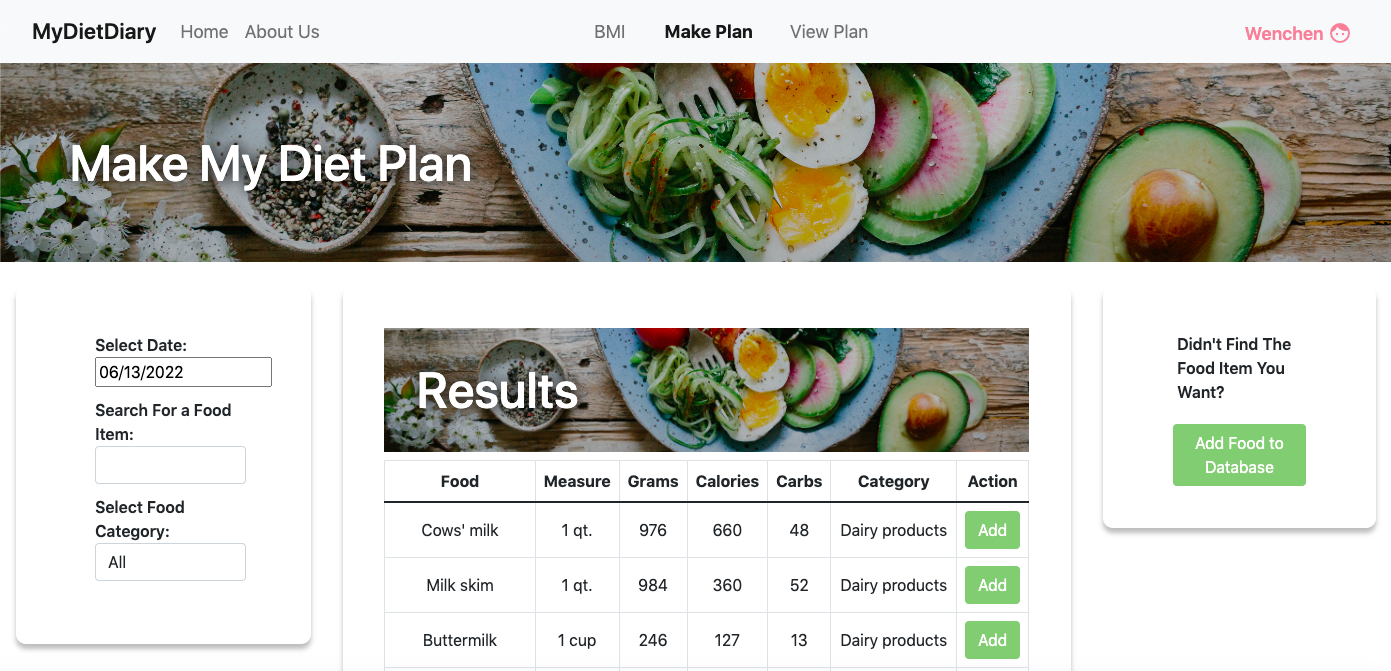 MyDietDiary Home About Us BMI Make Plan View Plan Wenchen
Make My Diet Plan
Select Date:
06/13/2022
Search For a Food
Item:
Select Food
Category:
All
Results
Food Measure Grams Calories Carbs Category Action
Cows' milk 1 qt. 976 660 48 Dairy products Add
Milk skim 1 qt. 984 360 52 Dairy products Add
Buttermilk 1 cup 246 127 13 Dairy products Add
Didn't Find The
Food Item You
Want?
Add Food to
Database